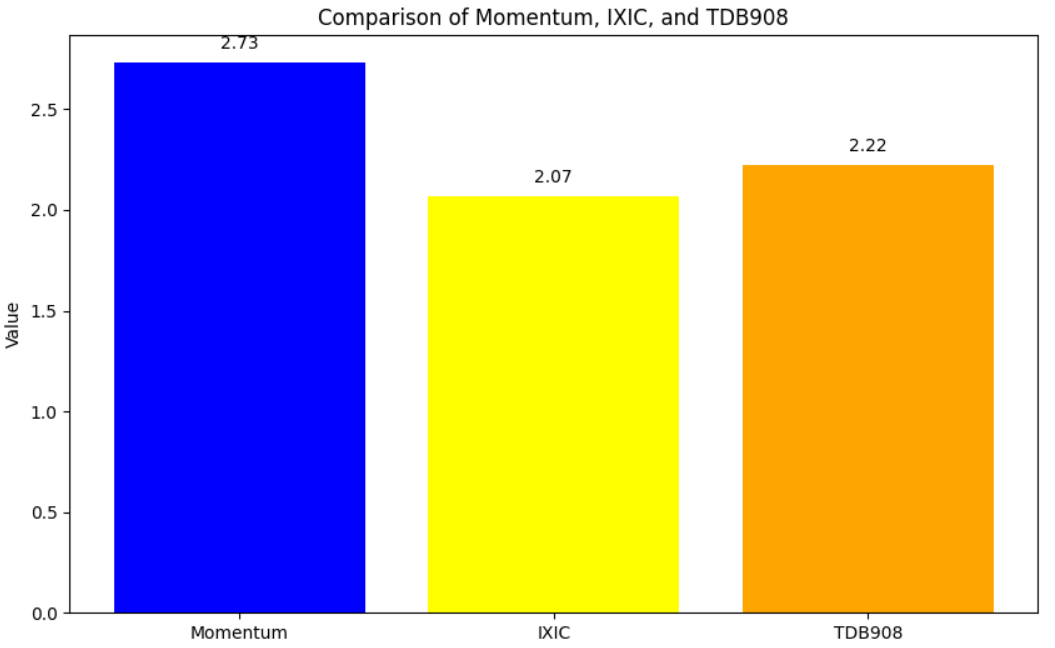 Comparison of Momentum, IXIC, and TDB908
2.73
2.07
2.22
Value
2.5
2.0
1.5
1.0
0.5
0.0
Momentum
IXIC
TDB908